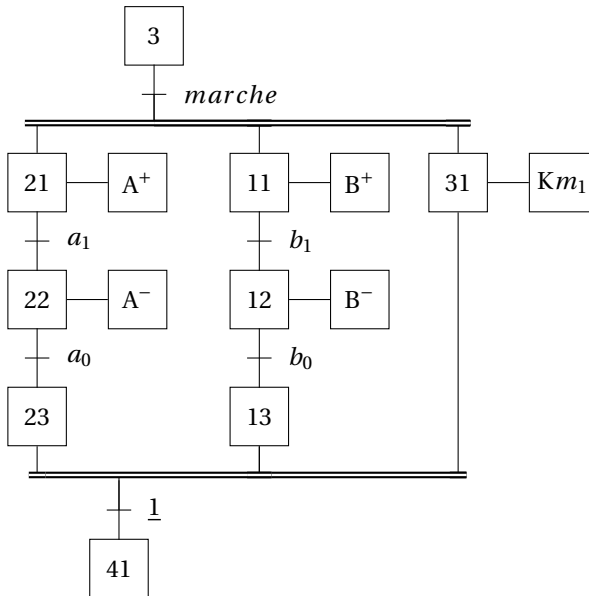 3
marche
21 A⁺ 11 B⁺ 31 Km₁
a₁ b₁
22 A⁻ 12 B⁻
a₀ b₀
23 13
1
41